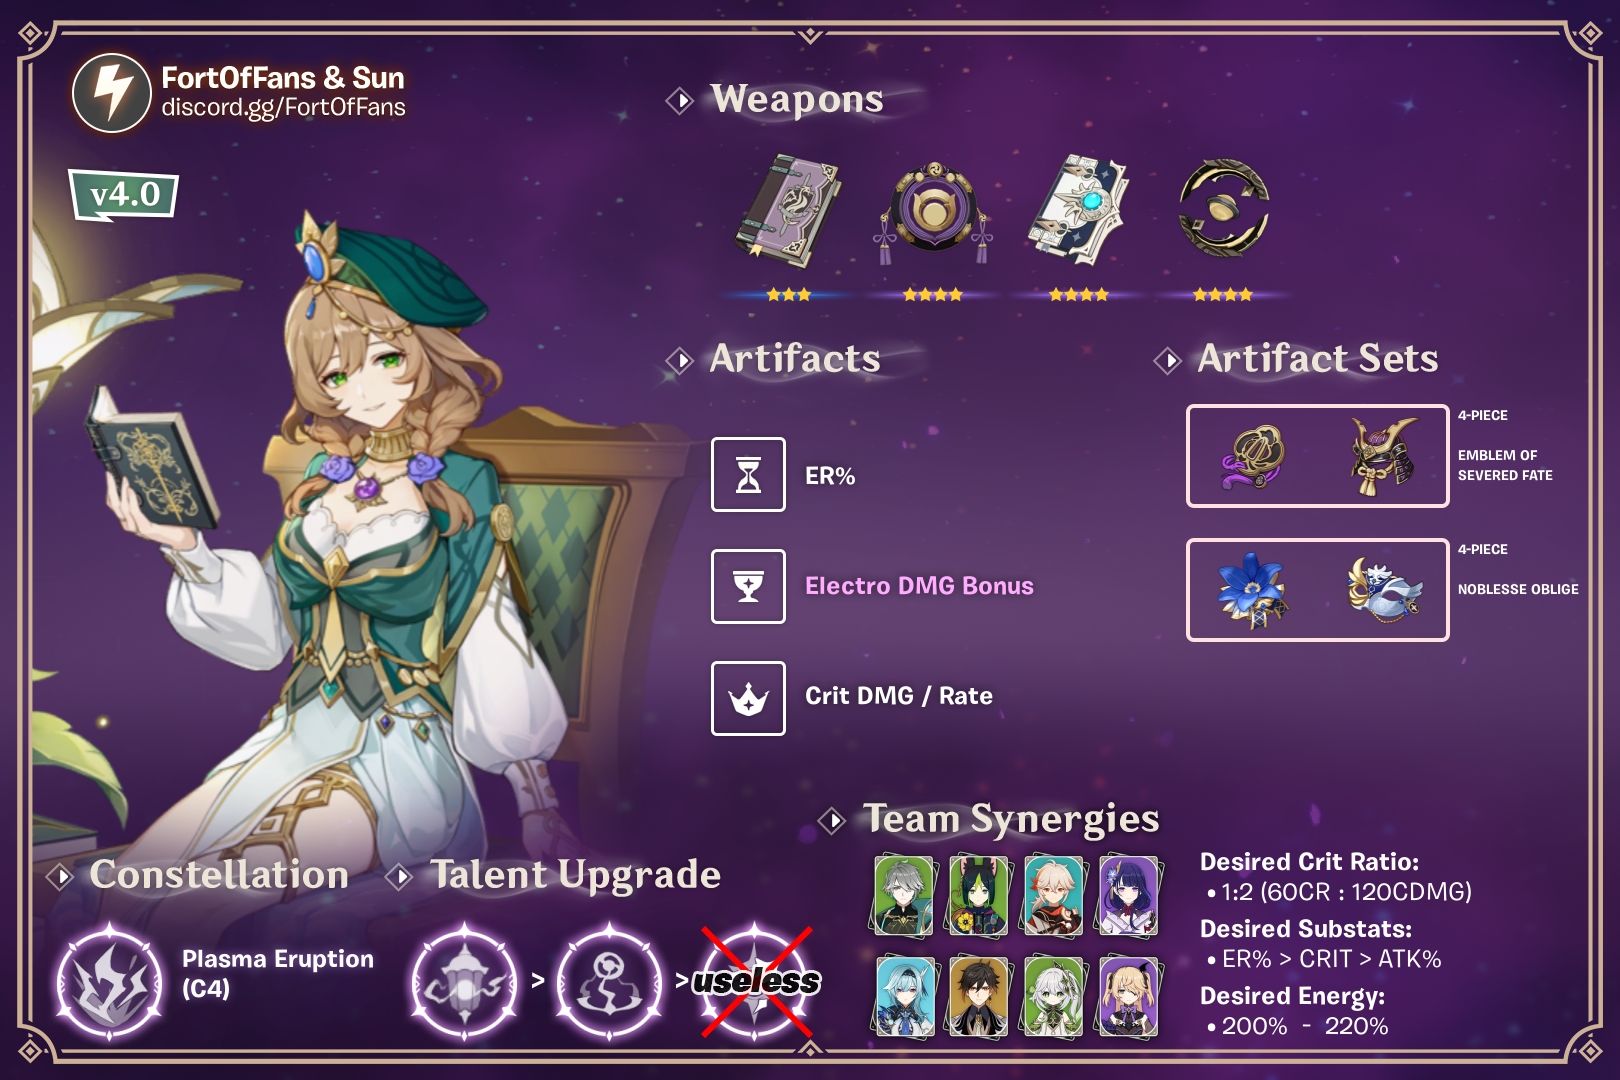 FortOfFans & Sun
discord.gg/FortOfFans
v4.0
Weapons
Artifacts
ER%
Electro DMG Bonus
Crit DMG / Rate
Artifact Sets
4-PIECE
EMBLEM OF
SEVERED FATE
4-PIECE
NOBLESSE OBLIGE
Constellation
Plasma Eruption
(C4)
Talent Upgrade
> > useless
Team Synergies
Desired Crit Ratio:
• 1:2 (60CR : 120CDMG)
Desired Substats:
• ER% > CRIT > ATK%
Desired Energy:
• 200% - 220%